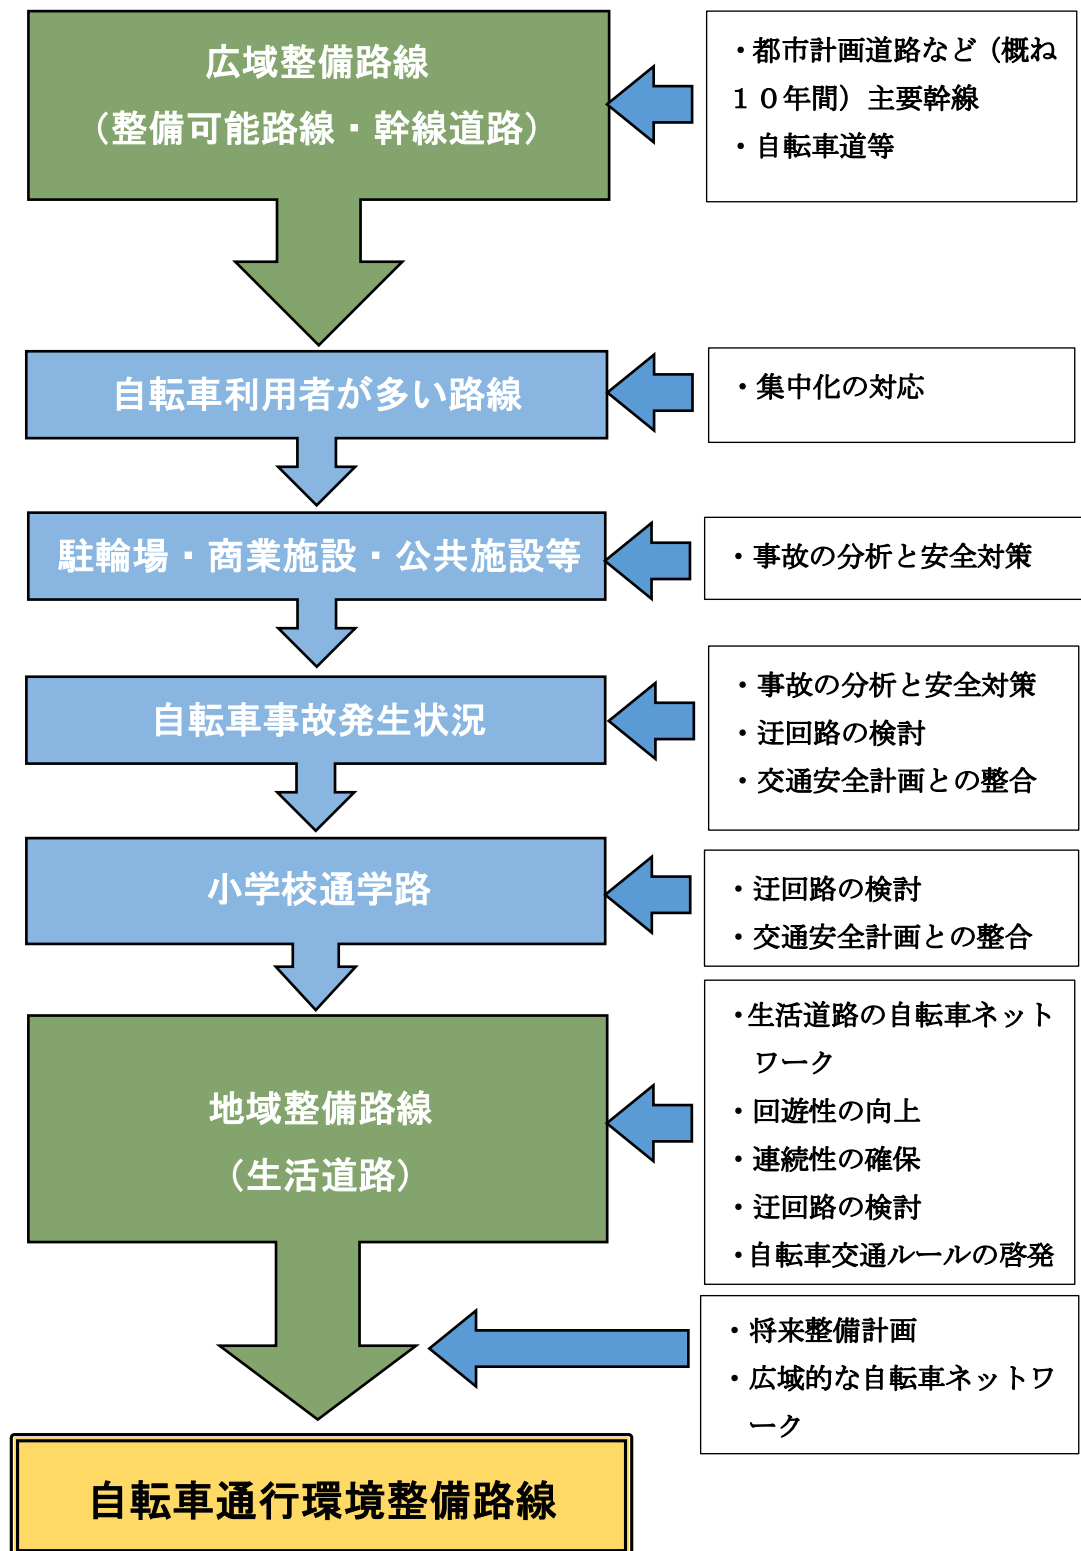 広域整備路線
（整備可能路線・幹線道路）
・都市計画道路など（概ね
１０年間）主要幹線
・自転車道等
自転車利用者が多い路線
・集中化の対応
駐輪場・商業施設・公共施設等
・事故の分析と安全対策
自転車事故発生状況
・事故の分析と安全対策
・迂回路の検討
・交通安全計画との整合
小学校通学路
・迂回路の検討
・交通安全計画との整合
地域整備路線
（生活道路）
・生活道路の自転車ネット
ワーク
・回遊性の向上
・連続性の確保
・迂回路の検討
・自転車交通ルールの啓発
・将来整備計画
・広域的な自転車ネットワ
ーク
自転車通行環境整備路線